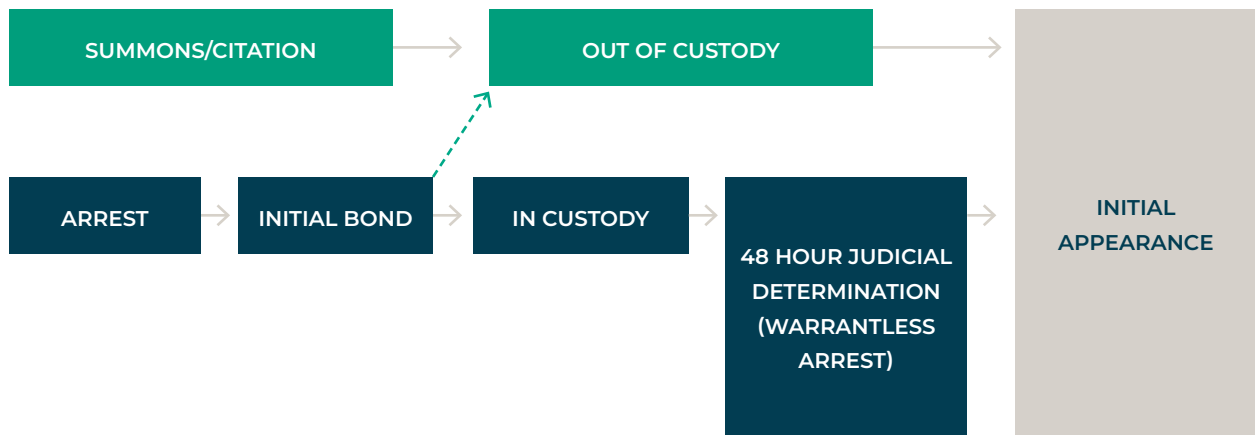 SUMMONS/CITATION
OUT OF CUSTODY
ARREST
INITIAL BOND
IN CUSTODY
48 HOUR JUDICIAL
DETERMINATION
(WARRANTLESS
ARREST)
INITIAL
APPEARANCE